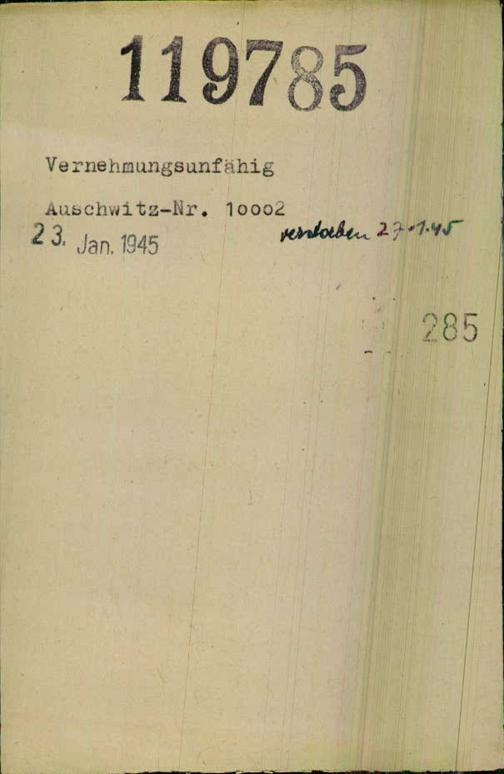 119785
Vernehmungsunfähig
Auschwitz-Nr. 10002
23. Jan. 1945 verstorben 27.1.45
285